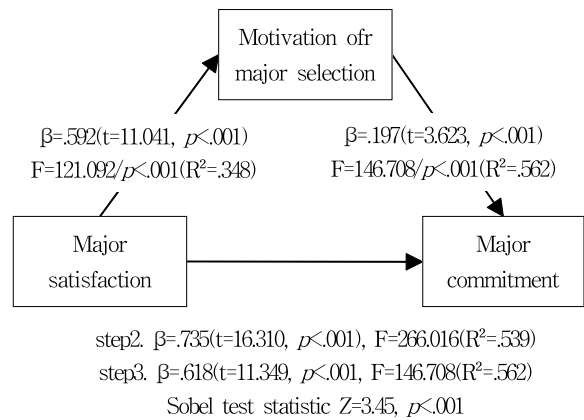 Motivation ofr
major selection
β=.592(t=11.041, p<.001)
F=121.092/p<.001(R²=.348)
β=.197(t=3.623, p<.001)
F=146.708/p<.001(R²=.562)
Major
satisfaction
Major
commitment
step2. β=.735(t=16.310, p<.001), F=266.016(R²=.539)
step3. β=.618(t=11.349, p<.001, F=146.708(R²=.562)
Sobel test statistic Z=3.45, p<.001